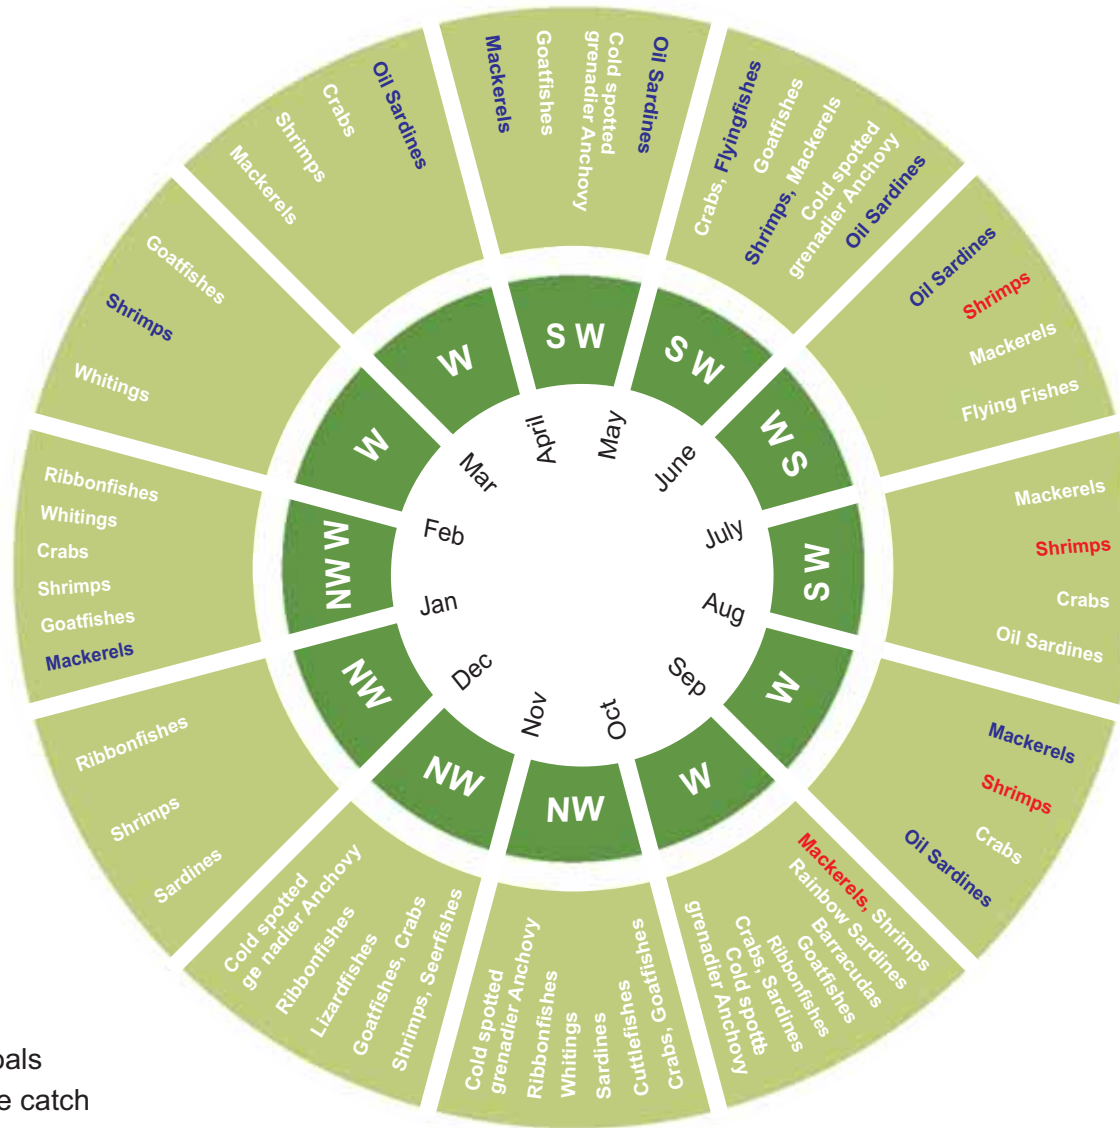 Mackerels
Goatfishes
Cold spotted
grenadier Anchovy
Oil Sardines
Crabs, Flyingfishes
Goatfishes
Shrimps, Mackerels
Cold spotted
grenadier Anchovy
Oil Sardines
Oil Sardines
Shrimps
Mackerels
Flying Fishes
Mackerels
Shrimps
Crabs
Oil Sardines
Mackerels
Shrimps
Crabs
Oil Sardines
Mackerels, Shrimps
Rainbow Sardines
Barracudas
Goatfishes
Ribbonfishes
Crabs, Sardines
Cold spotte
grenadier Anchovy
Cold spotted
grenadier Anchovy
Ribbonfishes
Whitings
Sardines
Cuttlefishes
Crabs, Goatfishes
Cold spotted
ge nadier Anchovy
Ribbonfishes
Lizardfishes
Goatfishes, Crabs
Shrimps, Seerfishes
Ribbonfishes
Shrimps
Sardines
Ribbonfishes
Whitings
Crabs
Shrimps
Goatfishes
Mackerels
Goatfishes
Shrimps
Whitings
Mackerels
Shrimps
Crabs
Oil Sardines
S W
S W
W S
S W
W
W
NW
NW
NW
NW W
W
W
April
May
June
July
Aug
Sep
Oct
Nov
Dec
Jan
Feb
Mar
e catch